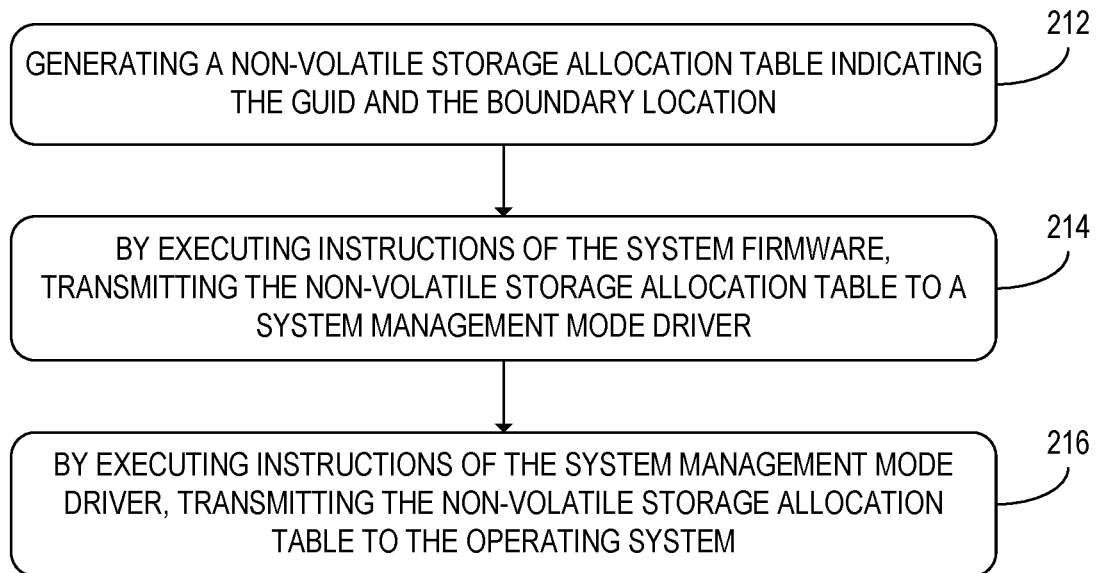 212
GENERATING A NON-VOLATILE STORAGE ALLOCATION TABLE INDICATING
THE GUID AND THE BOUNDARY LOCATION
214
BY EXECUTING INSTRUCTIONS OF THE SYSTEM FIRMWARE,
TRANSMITTING THE NON-VOLATILE STORAGE ALLOCATION TABLE TO A
SYSTEM MANAGEMENT MODE DRIVER
216
BY EXECUTING INSTRUCTIONS OF THE SYSTEM MANAGEMENT MODE
DRIVER, TRANSMITTING THE NON-VOLATILE STORAGE ALLOCATION
TABLE TO THE OPERATING SYSTEM